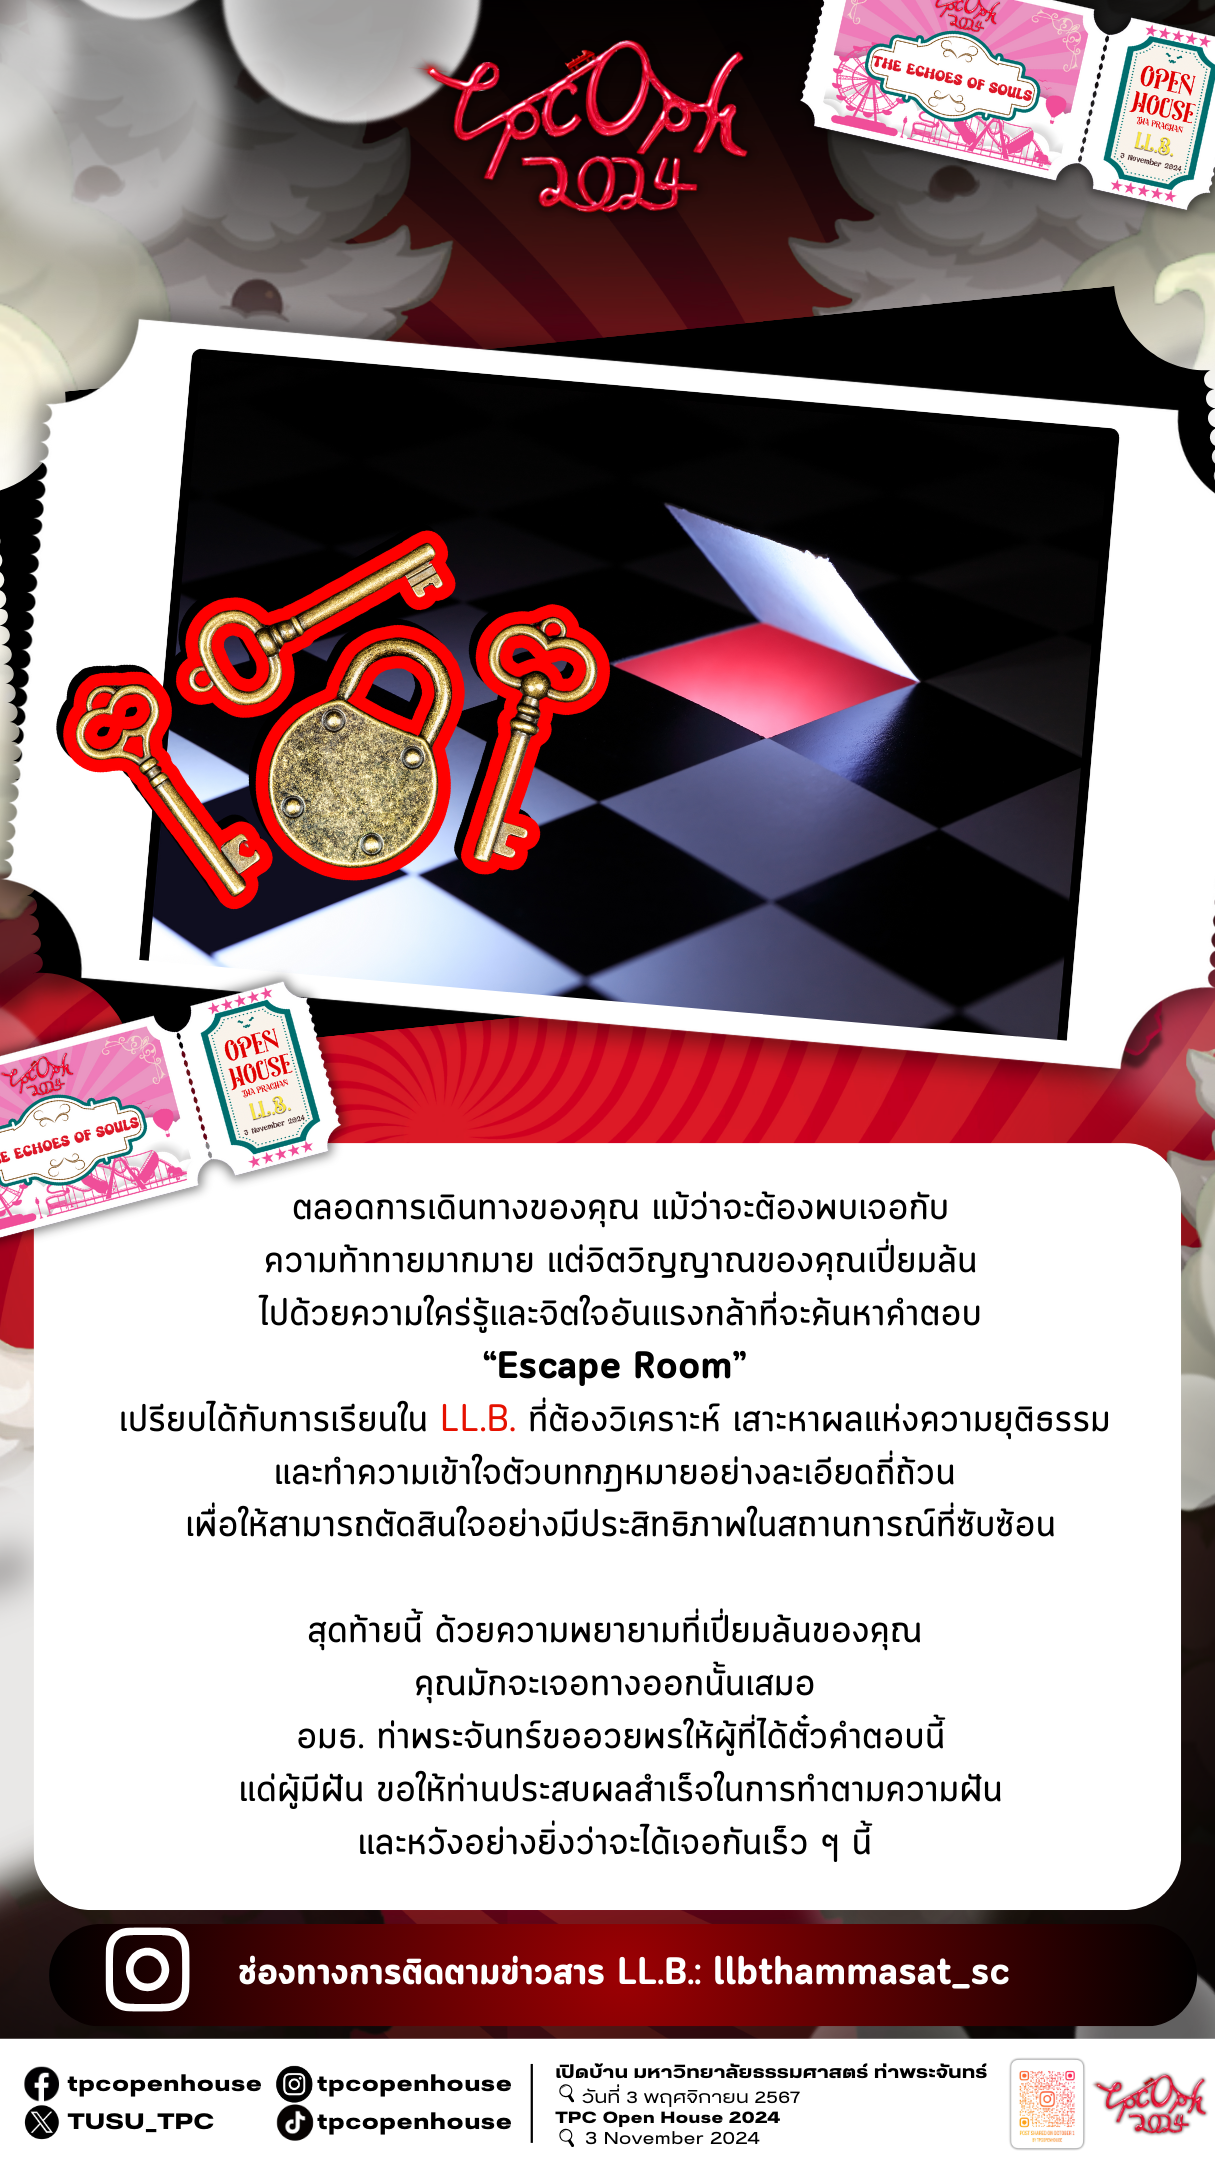 tpcOph
2024
tpcOph
2024
THE ECHOES OF SOULS
OPEN
HOUSE
THA PRACHAN
LL.B.
3 November 2024
tpcOph
2024
ECHOES OF SOULS
OPEN
HOUSE
THA PRACHAN
LL.B.
3 November 2024
ตลอดการเดินทางของคุณ แม้ว่าจะต้องพบเจอกับ
ความท้าทายมากมาย แต่จิตวิญญาณของคุณเปี่ยมล้น
ไปด้วยความใคร่รู้และจิตใจอันแรงกล้าที่จะค้นหาคำตอบ
“Escape Room”
เปรียบได้กับการเรียนใน LL.B. ที่ต้องวิเคราะห์ เสาะหาผลแห่งความยุติธรรม
และทำความเข้าใจตัวบทกฎหมายอย่างละเอียดถี่ถ้วน
เพื่อให้สามารถตัดสินใจอย่างมีประสิทธิภาพในสถานการณ์ที่ซับซ้อน
สุดท้ายนี้ ด้วยความพยายามที่เปี่ยมล้นของคุณ
คุณมักจะเจอทางออกนั้นเสมอ
อมธ. ท่าพระจันทร์ขออวยพรให้ผู้ที่ได้ตั๋วคำตอบนี้
แด่ผู้มีฝัน ขอให้ท่านประสบผลสำเร็จในการทำตามความฝัน
และหวังอย่างยิ่งว่าจะได้เจอกันเร็ว ๆ นี้
ช่องทางการติดตามข่าวสาร LL.B.: llbthammasat_sc
tpcopenhouse
tpcopenhouse
TUSU_TPC
tpcopenhouse
เปิดบ้าน มหาวิทยาลัยธรรมศาสตร์ ท่าพระจันทร์
วันที่ 3 พฤศจิกายน 2567
TPC Open House 2024
3 November 2024
tpcOph
2024